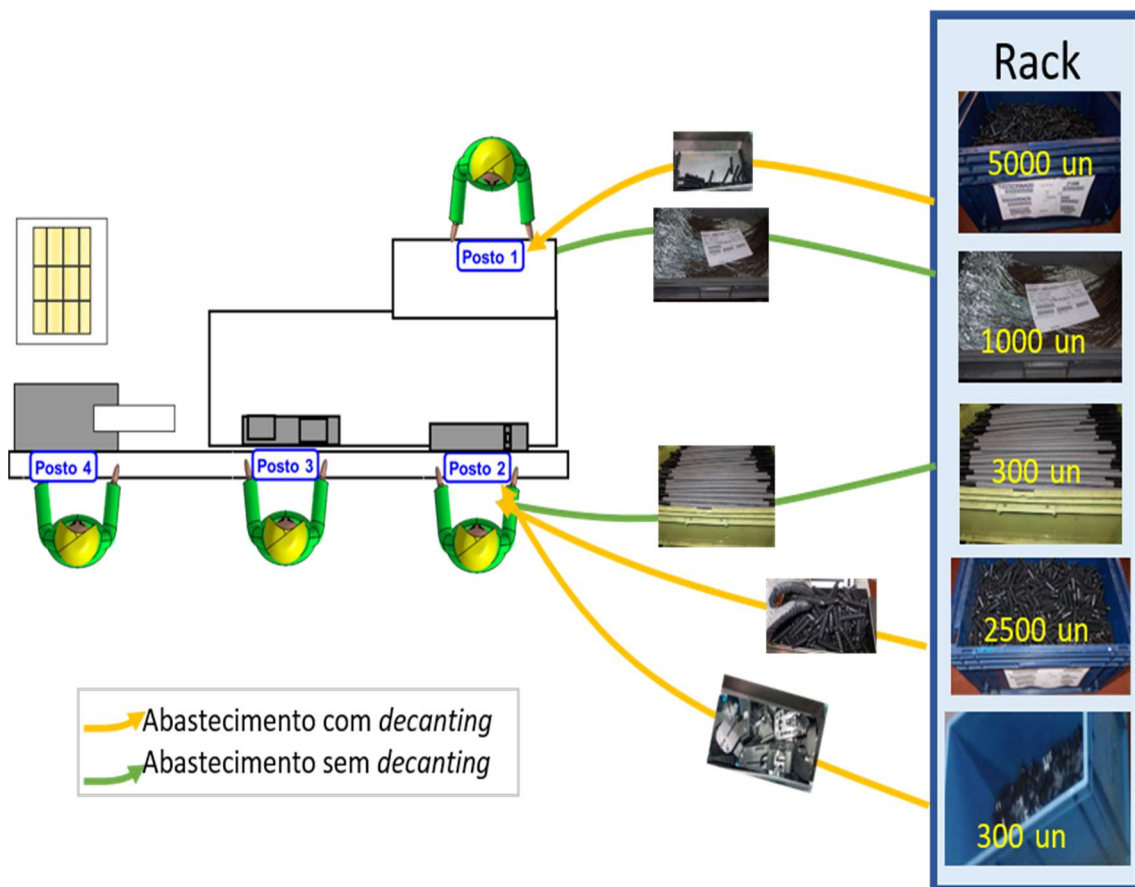 Rack
5000 un
Posto 1
1000 un
300 un
Posto 4
Posto 3
Posto 2
2500 un
Abastecimento com decanting
Abastecimento sem decanting
300 un